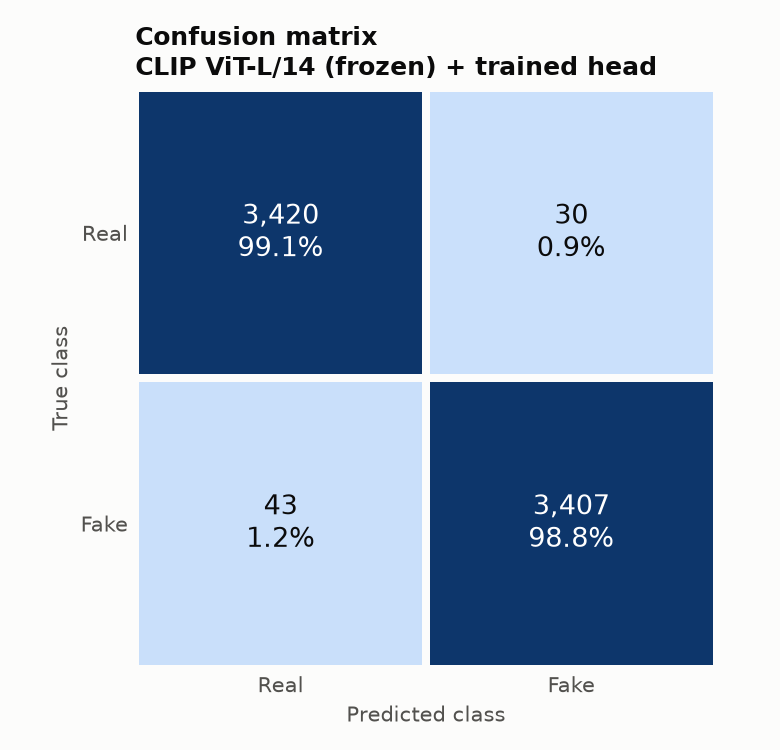 Confusion matrix
CLIP ViT-L/14 (frozen) + trained head
True class
Real
3,420
99.1%
30
0.9%
Fake
43
1.2%
3,407
98.8%
Real
Fake
Predicted class